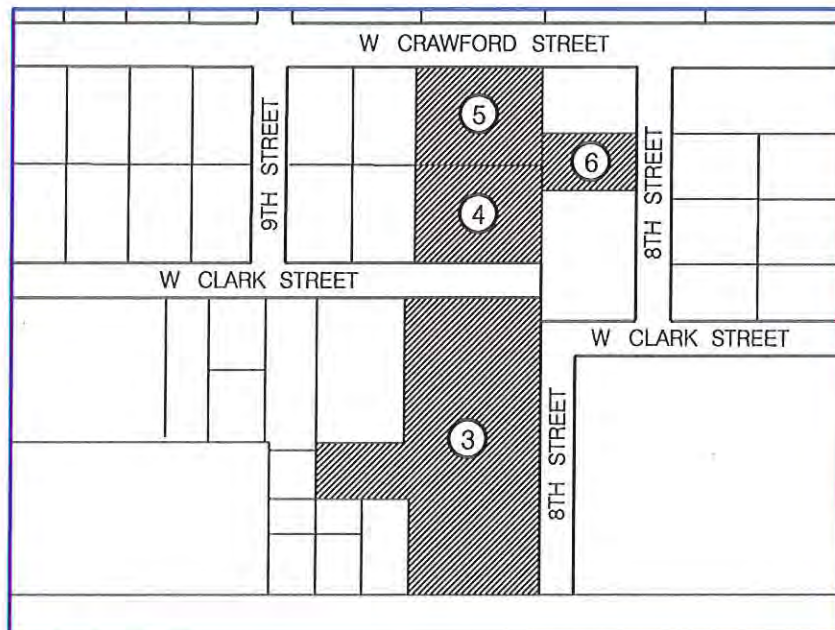 W CRAWFORD STREET
5
6
9TH STREET
8TH STREET
4
W CLARK STREET
W CLARK STREET
3
8TH STREET